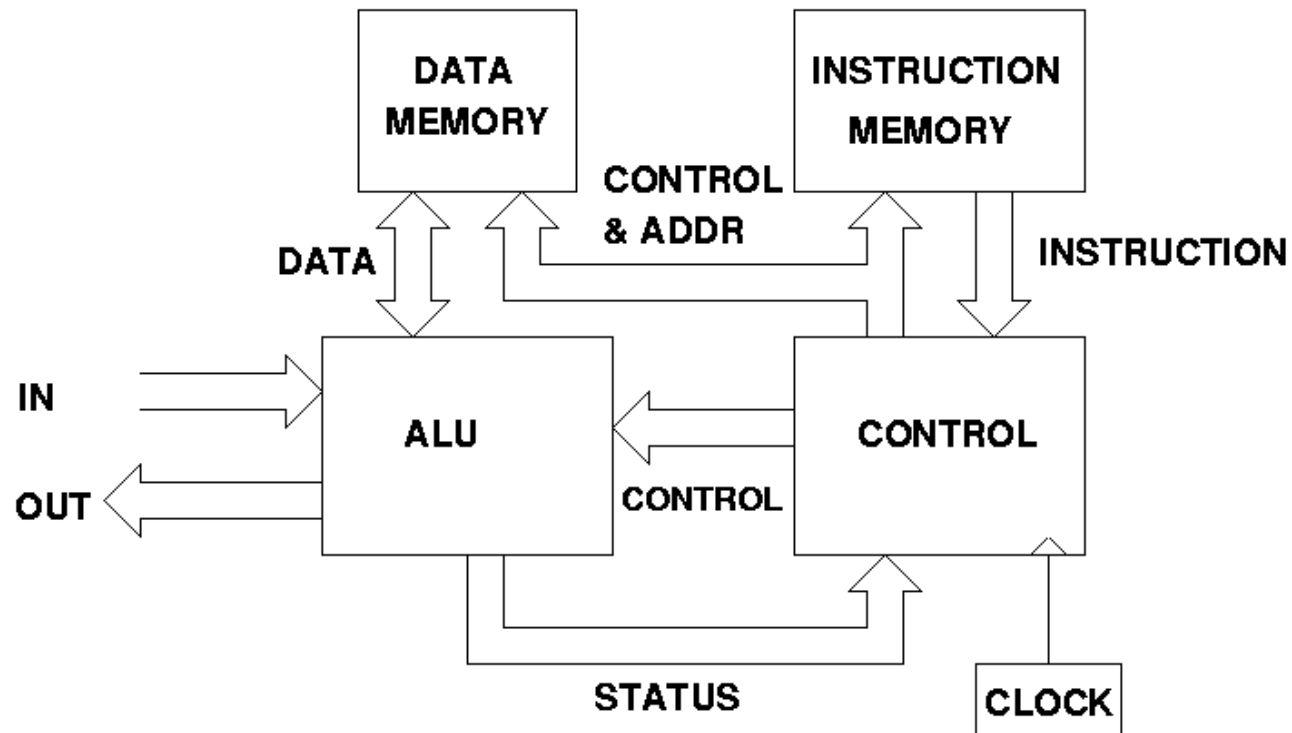 DATA
MEMORY
INSTRUCTION
MEMORY
CONTROL
& ADDR
DATA
INSTRUCTION
IN
ALU
CONTROL
OUT
CONTROL
STATUS
CLOCK